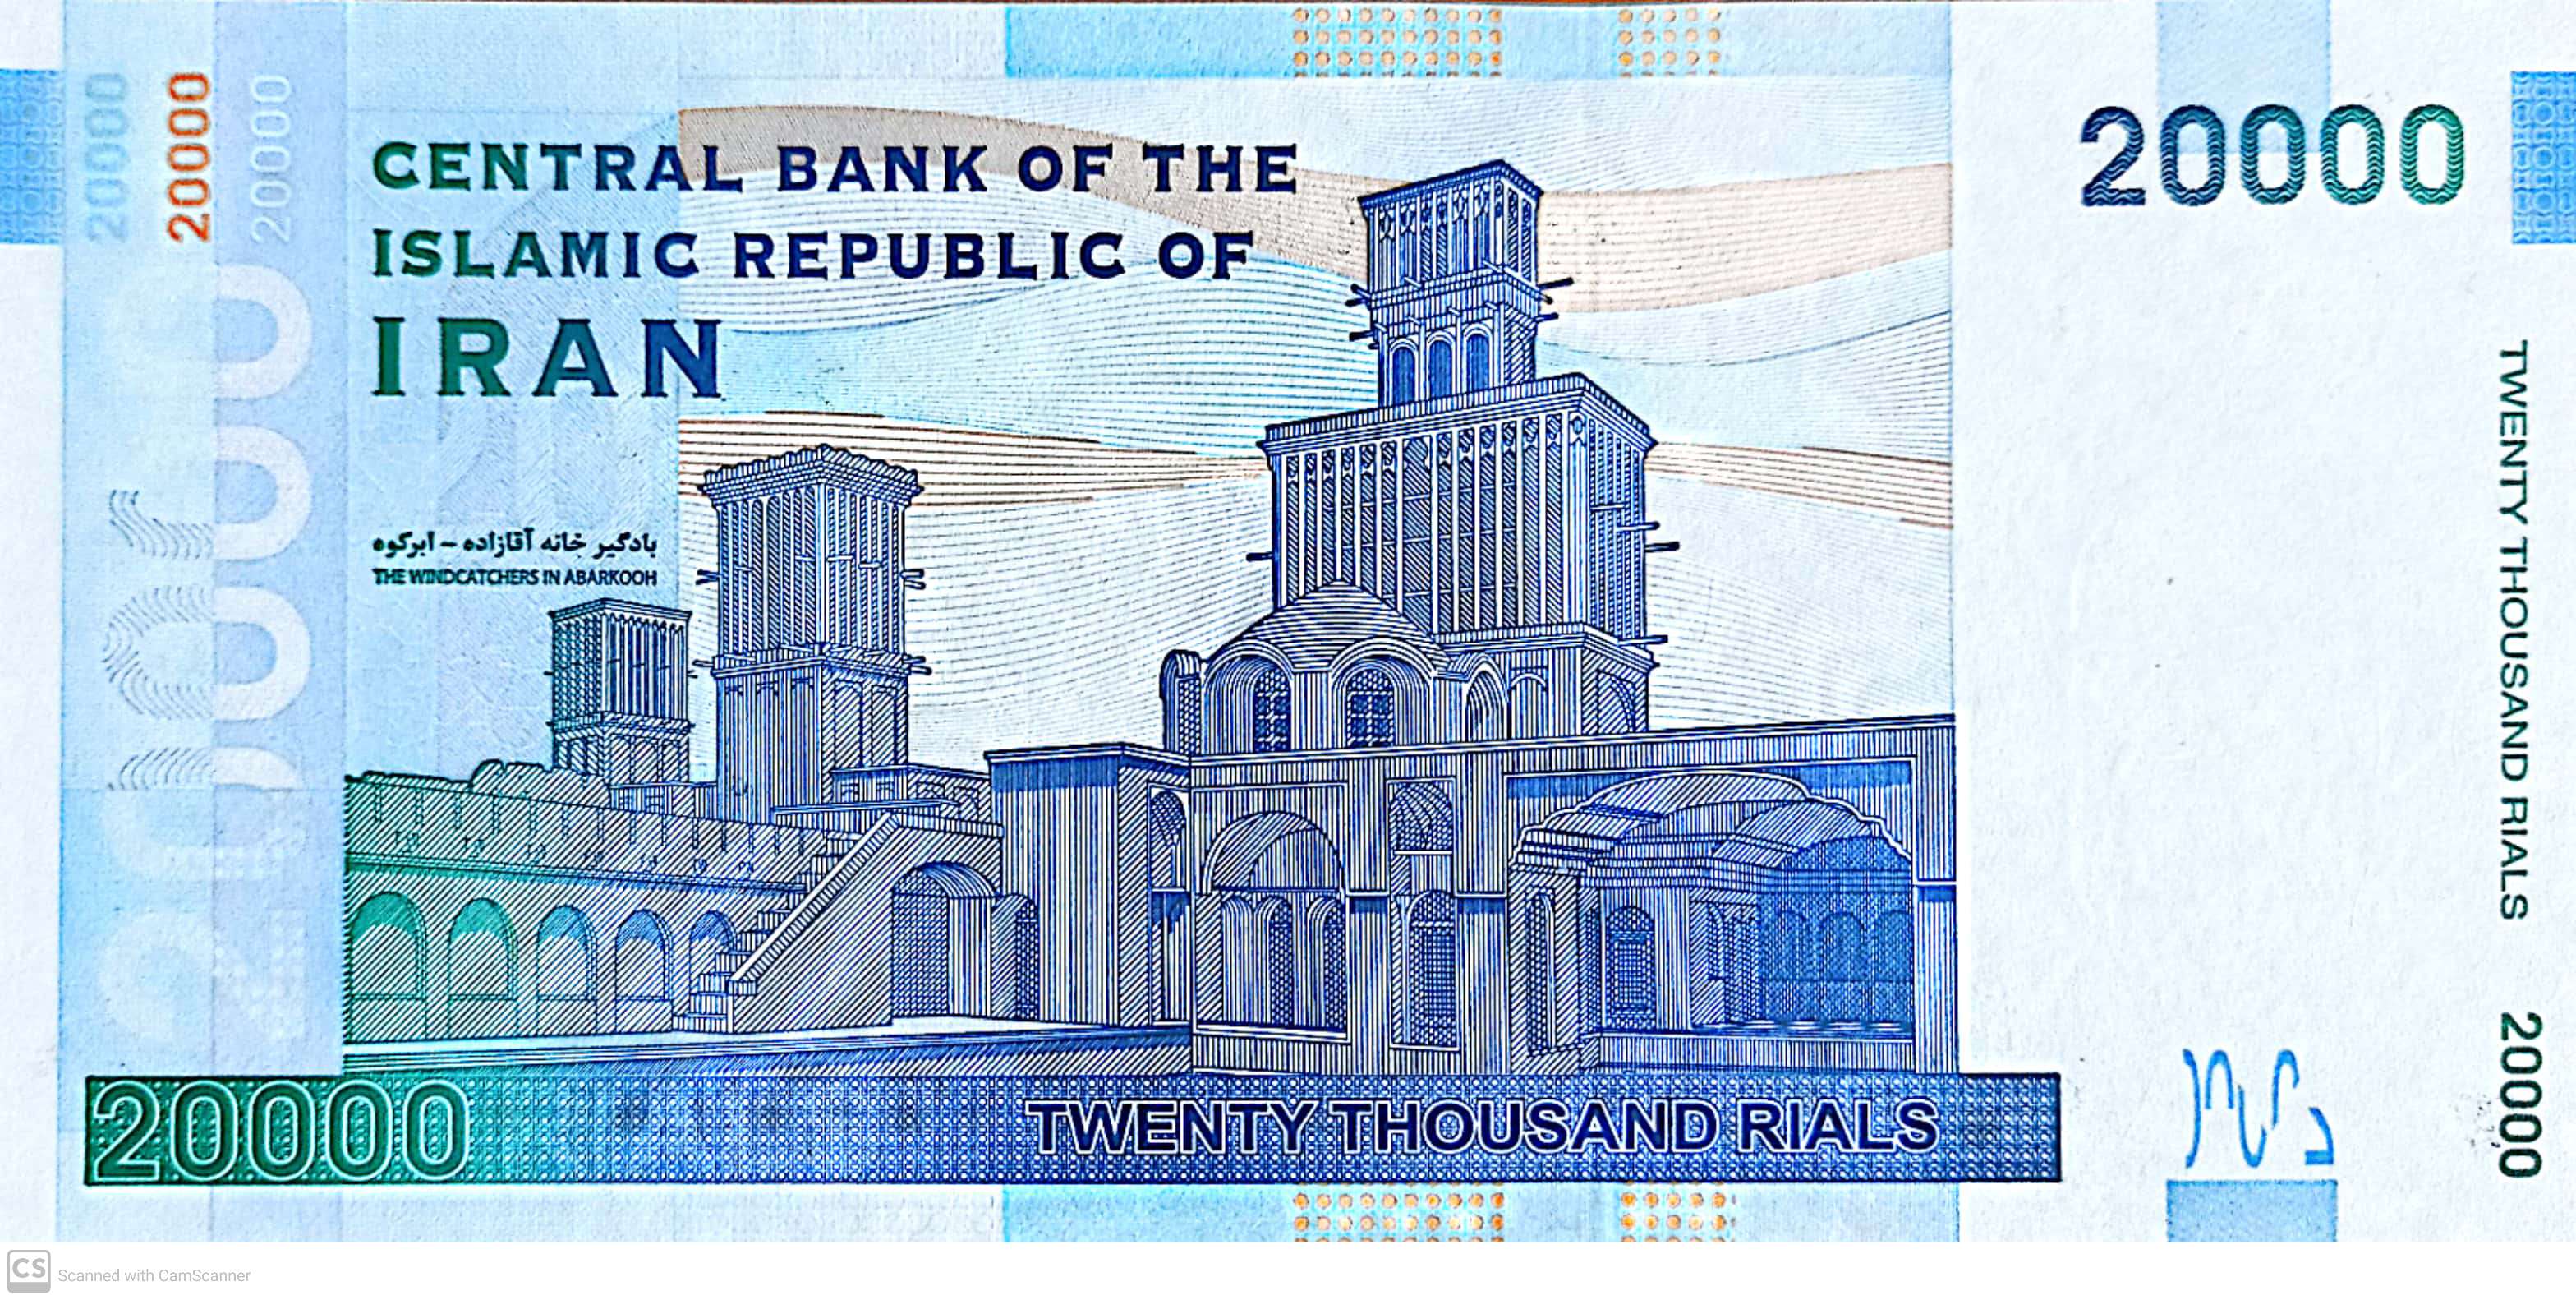 20000
20000
20000
20000
CENTRAL BANK OF THE
ISLAMIC REPUBLIC OF
IRAN
بادگیر خانه آقازاده – ابرکوه
THE WINDCATCHERS IN ABARKOOH
TWENTY THOUSAND RIALS 20000
20000
TWENTY THOUSAND RIALS
CS Scanned with CamScanner